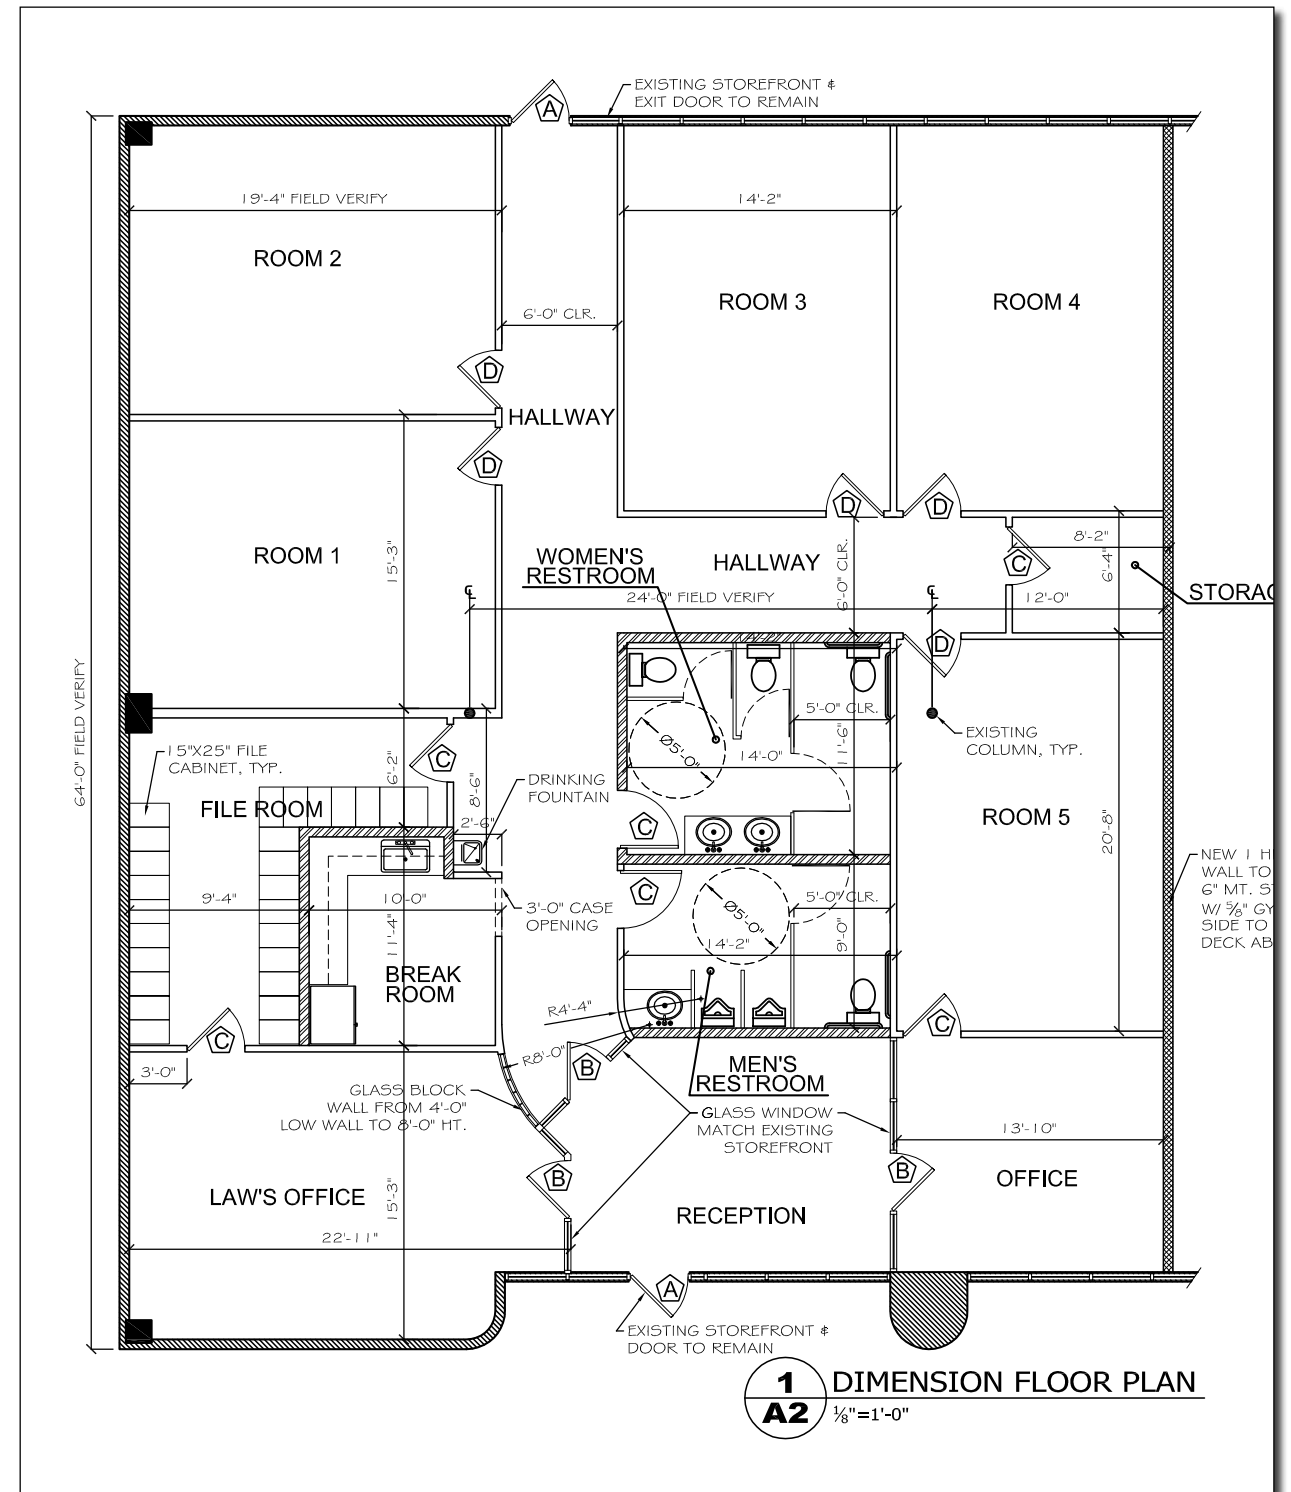 EXISTING STOREFRONT &
EXIT DOOR TO REMAIN
A
19'-4" FIELD VERIFY
14'-2"
ROOM 2
ROOM 3
ROOM 4
6'-0" CLR.
D
HALLWAY
D
D
D
ROOM 1
15'-3"
WOMEN'S
RESTROOM
HALLWAY
6'-0" CLR.
8'-2"
C
6'-4"
STORAG
24'-0" FIELD VERIFY
12'-0"
14'-2"
D
64'-0" FIELD VERIFY
5'-0" CLR.
11'-6"
Ø5'-0"
14'-0"
EXISTING
COLUMN, TYP.
15"X25" FILE
CABINET, TYP.
C
6'-2"
8'-6"
DRINKING
FOUNTAIN
FILE ROOM
2'-6"
C
ROOM 5
20'-8"
NEW 1 H
WALL TO
6" MT. S
W/ 5/8" GY
SIDE TO
DECK AB
9'-4"
10'-0"
11'-4"
3'-0" CASE
OPENING
C
Ø5'-0"
5'-0" CLR.
14'-2"
9'-0"
BREAK
ROOM
R4'-4"
C
C
R8'-0"
B
3'-0"
MEN'S
RESTROOM
GLASS BLOCK
WALL FROM 4'-0"
LOW WALL TO 8'-0" HT.
GLASS WINDOW
MATCH EXISTING
STOREFRONT
13'-10"
B
B
LAW'S OFFICE
15'-3"
OFFICE
RECEPTION
22'-11"
A
EXISTING STOREFRONT &
DOOR TO REMAIN
1
DIMENSION FLOOR PLAN
A2
⅛"=1'-0"